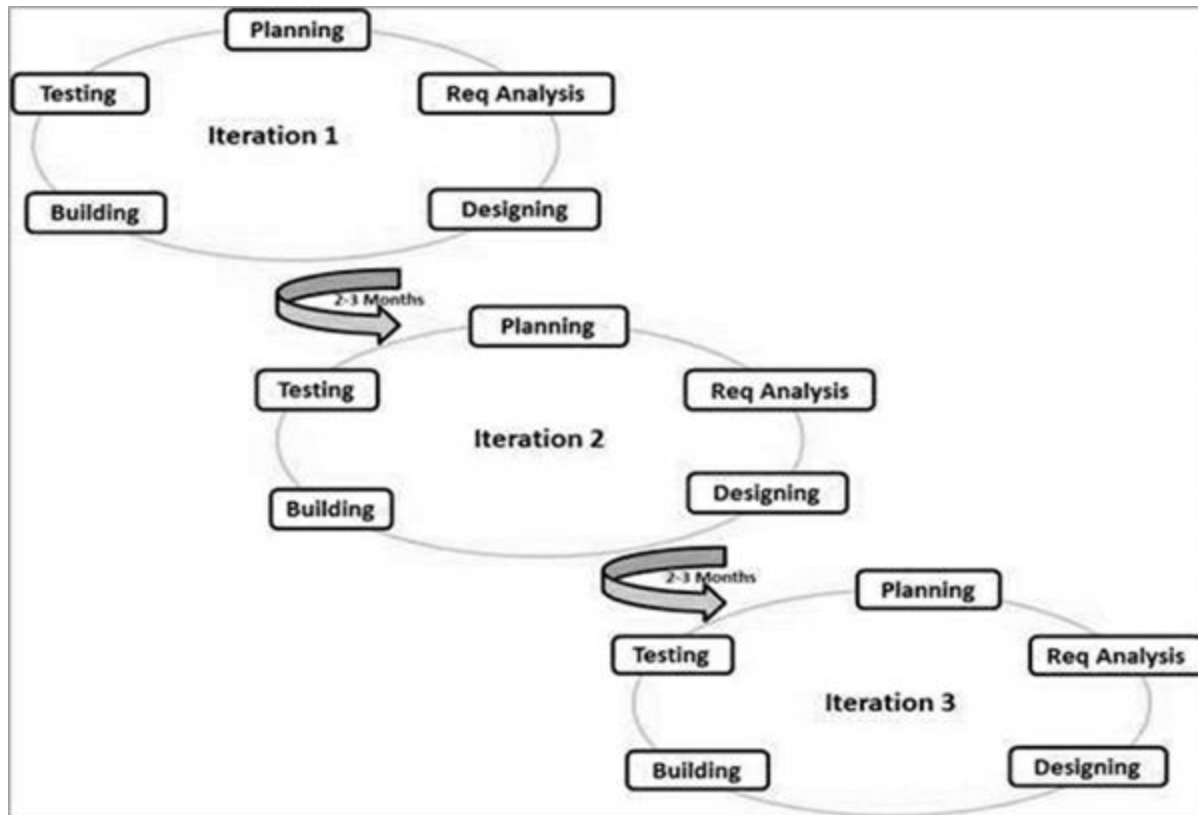 Planning
Testing
Req Analysis
Iteration 1
Building
Designing
2-3 Months
Planning
Testing
Req Analysis
Iteration 2
Building
Designing
2-3 Months
Planning
Testing
Req Analysis
Iteration 3
Building
Designing